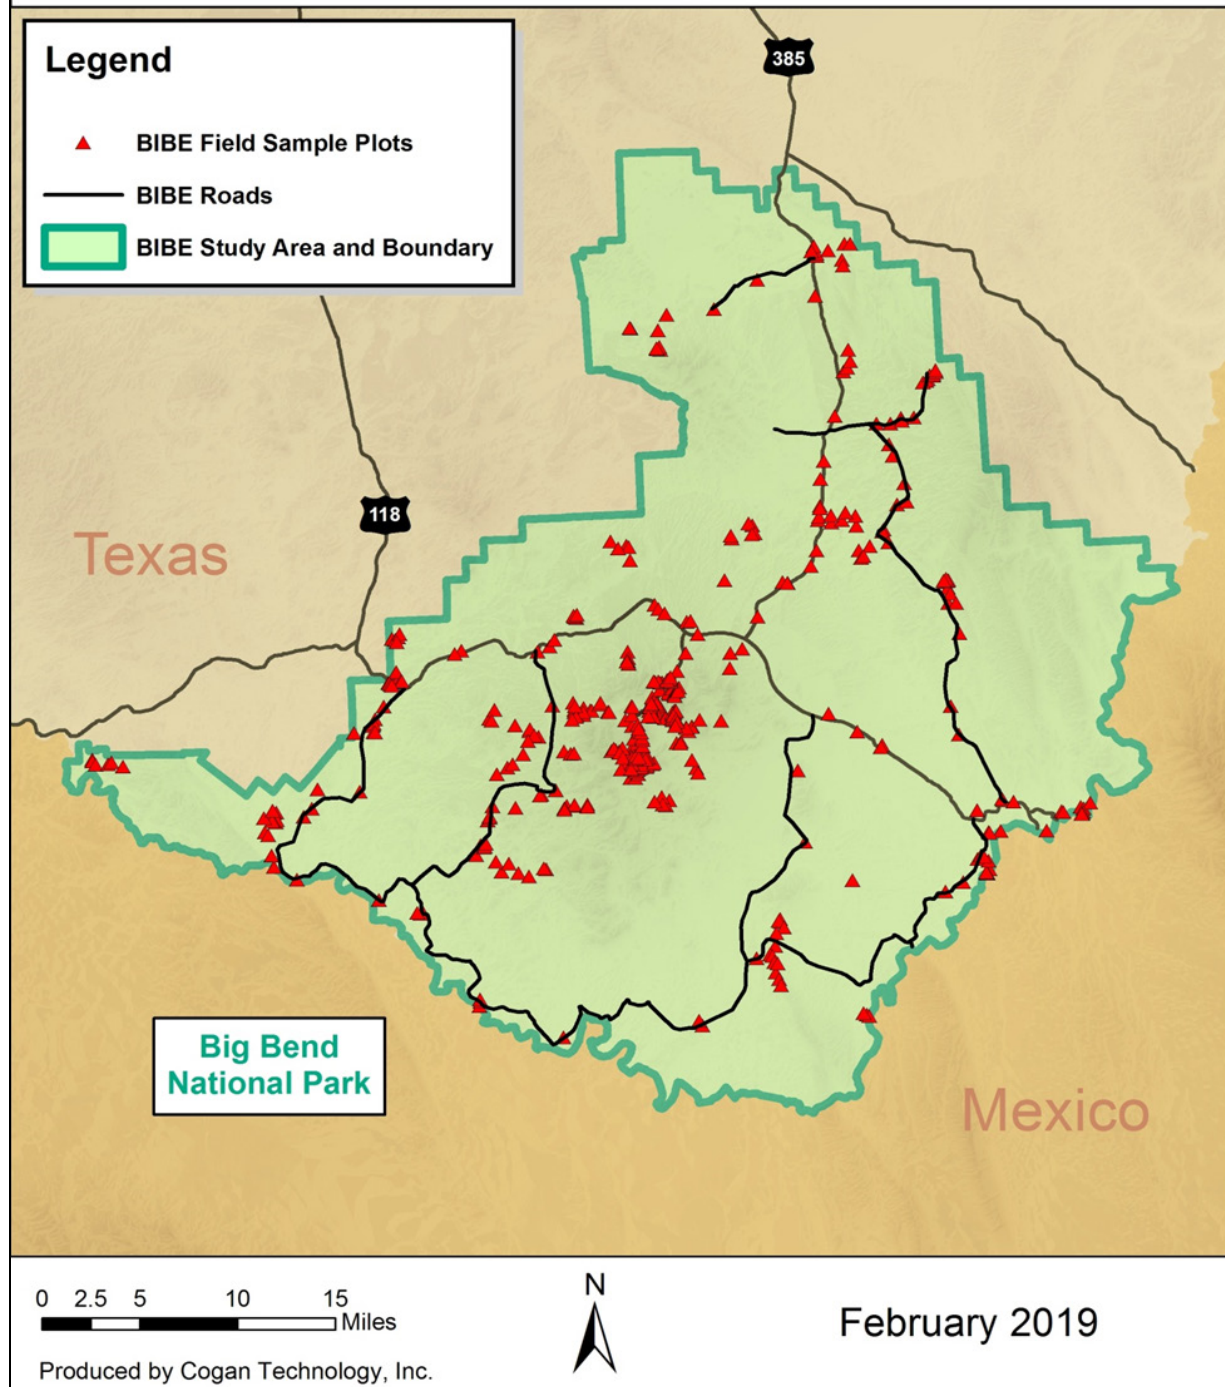 Legend
BIBE Field Sample Plots
BIBE Roads
BIBE Study Area and Boundary
385
118
Texas
Big Bend
National Park
Mexico
0 2.5 5 10 15
Miles
N
February 2019
Produced by Cogan Technology, Inc.